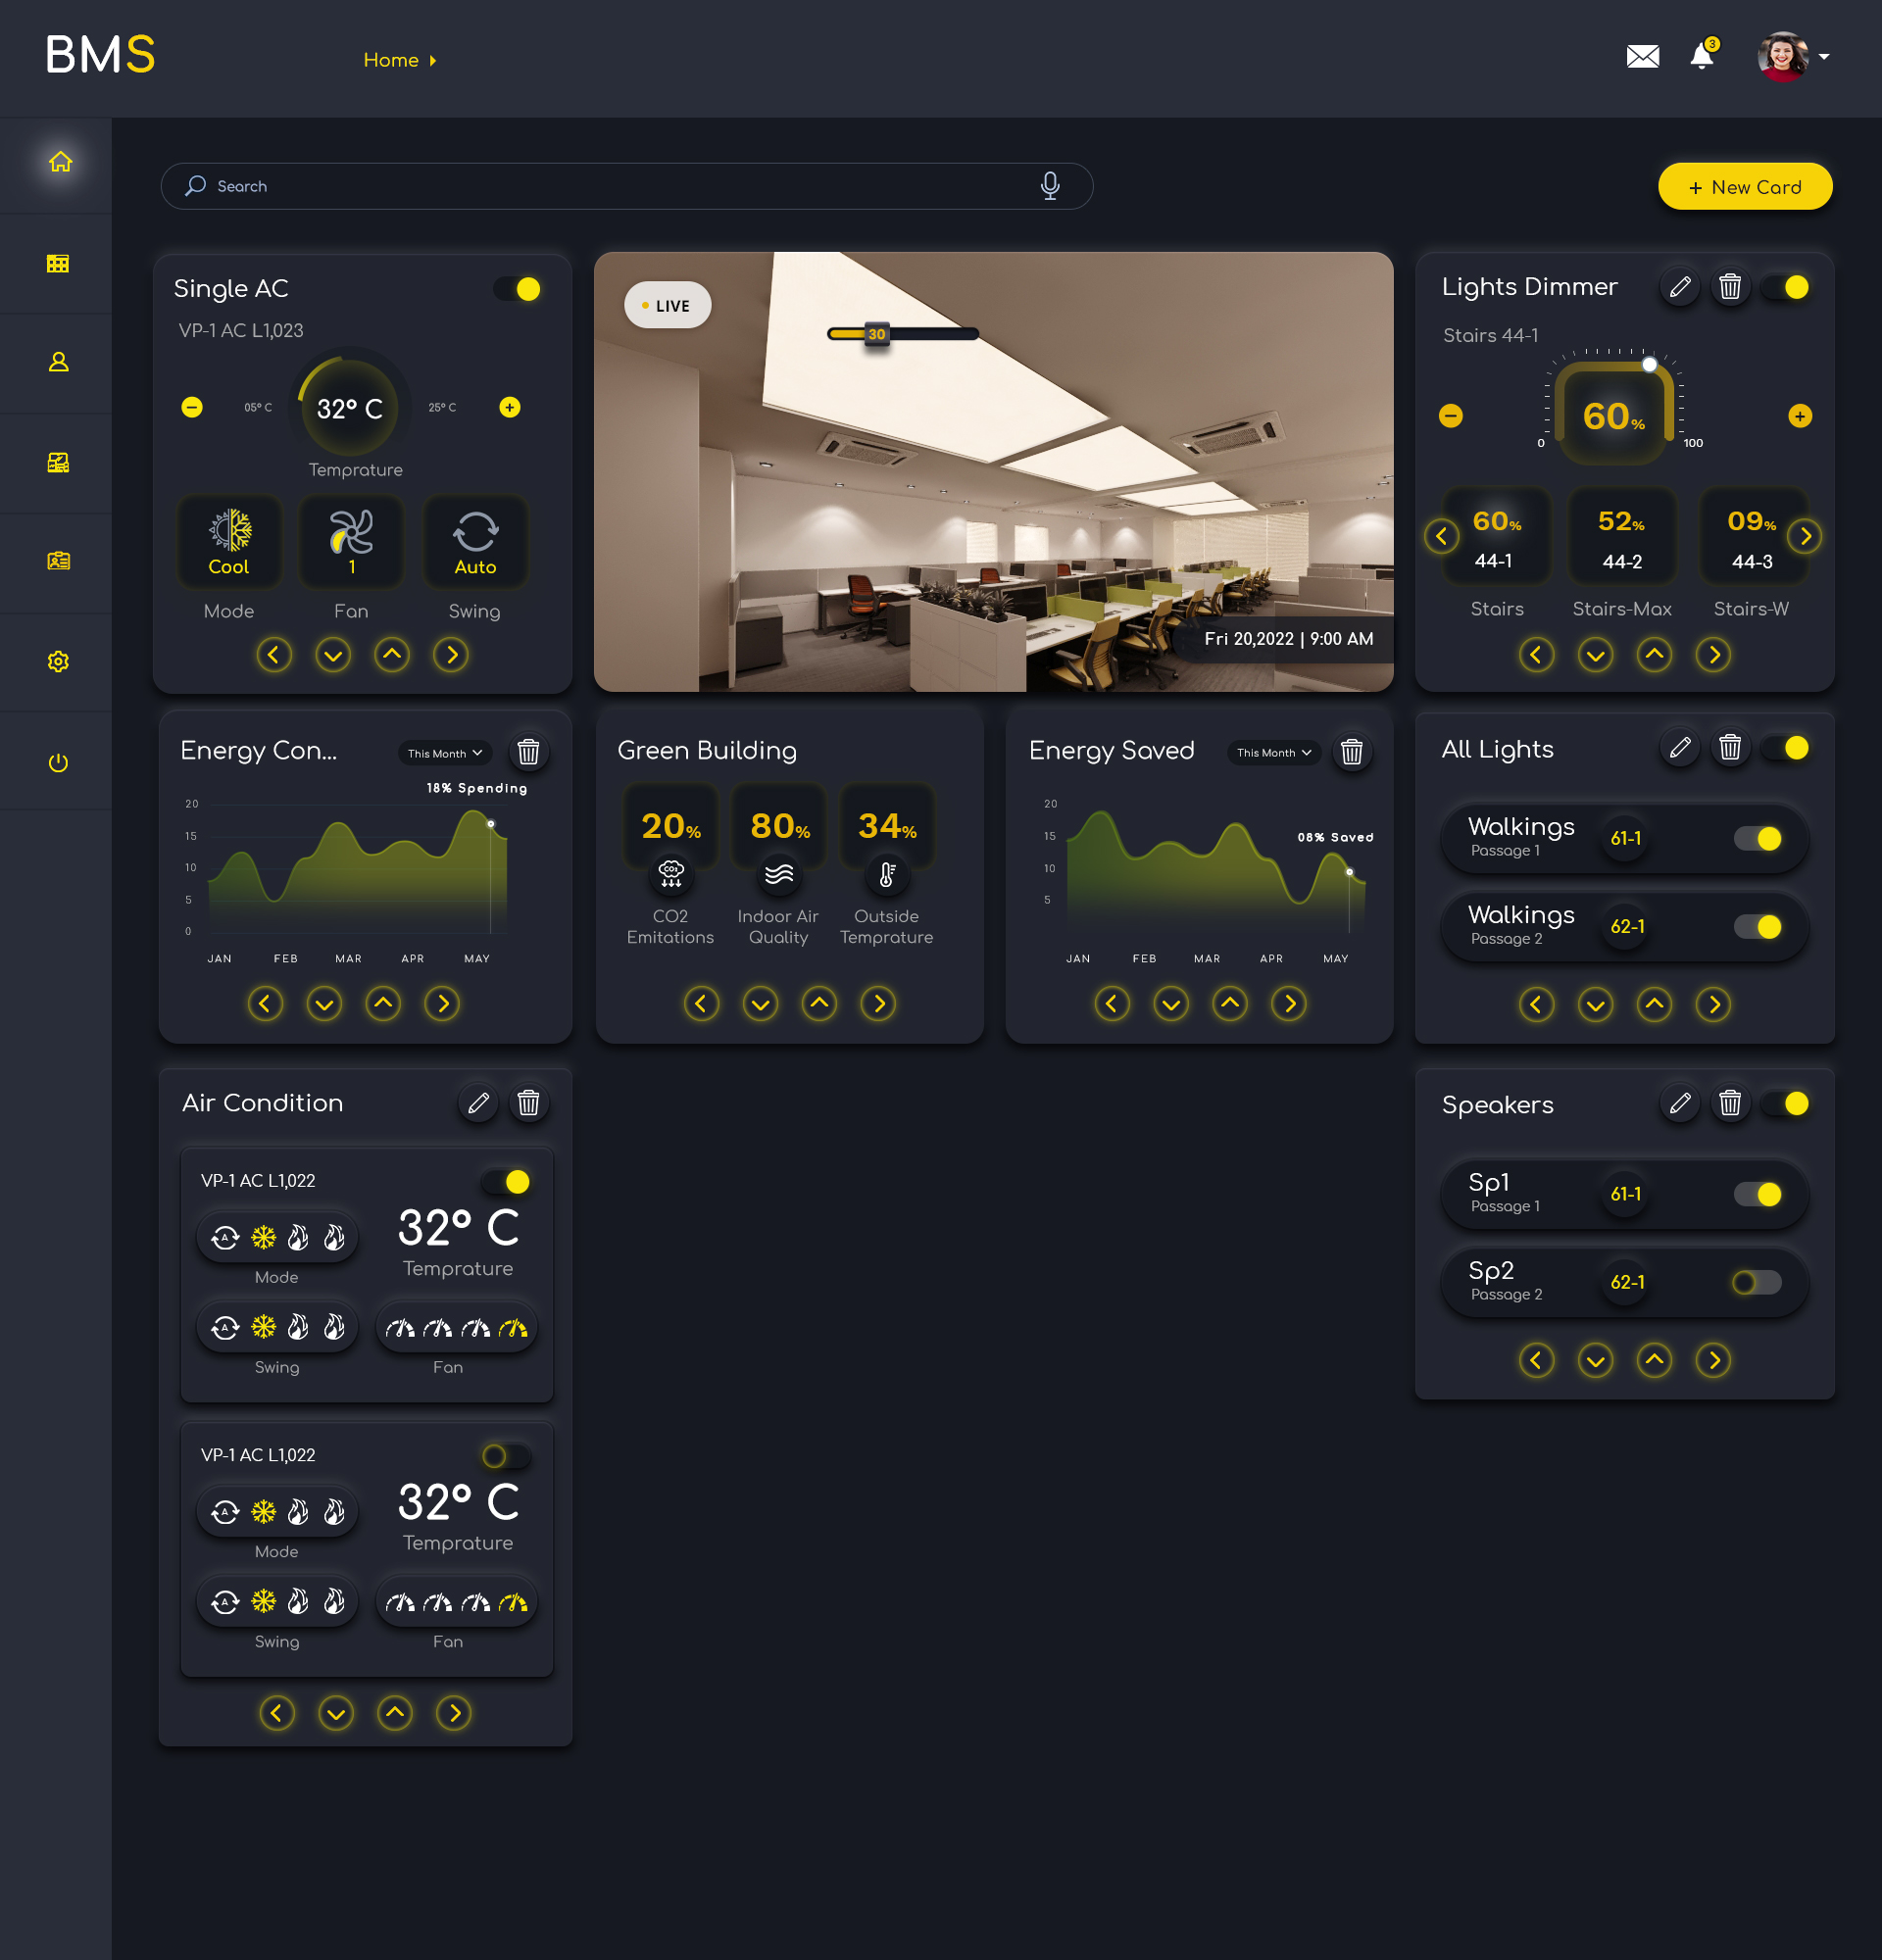 BMS
Home
3
Search
+ New Card
Single AC
VP-1 AC L1,023
05° C
32° C
25° C
Temprature
Cool
1
Auto
Mode
Fan
Swing
LIVE
30
Fri 20,2022 | 9:00 AM
Lights Dimmer
Stairs 44-1
60%
0
100
60%
52%
09%
44-1
44-2
44-3
Stairs
Stairs-Max
Stairs-W
Energy Con...
This Month
18% Spending
20
15
10
5
0
JAN
FEB
MAR
APR
MAY
Green Building
20%
80%
34%
CO2
CO2
Emitations
Indoor Air
Quality
Outside
Temprature
Energy Saved
This Month
20
15
08% Saved
10
5
JAN
FEB
MAR
APR
MAY
All Lights
Walkings
Passage 1
61-1
Walkings
Passage 2
62-1
Air Condition
VP-1 AC L1,022
A
32° C
Mode
Temprature
A
Swing
Fan
VP-1 AC L1,022
A
32° C
Mode
Temprature
A
Swing
Fan
Speakers
Sp1
Passage 1
61-1
Sp2
Passage 2
62-1